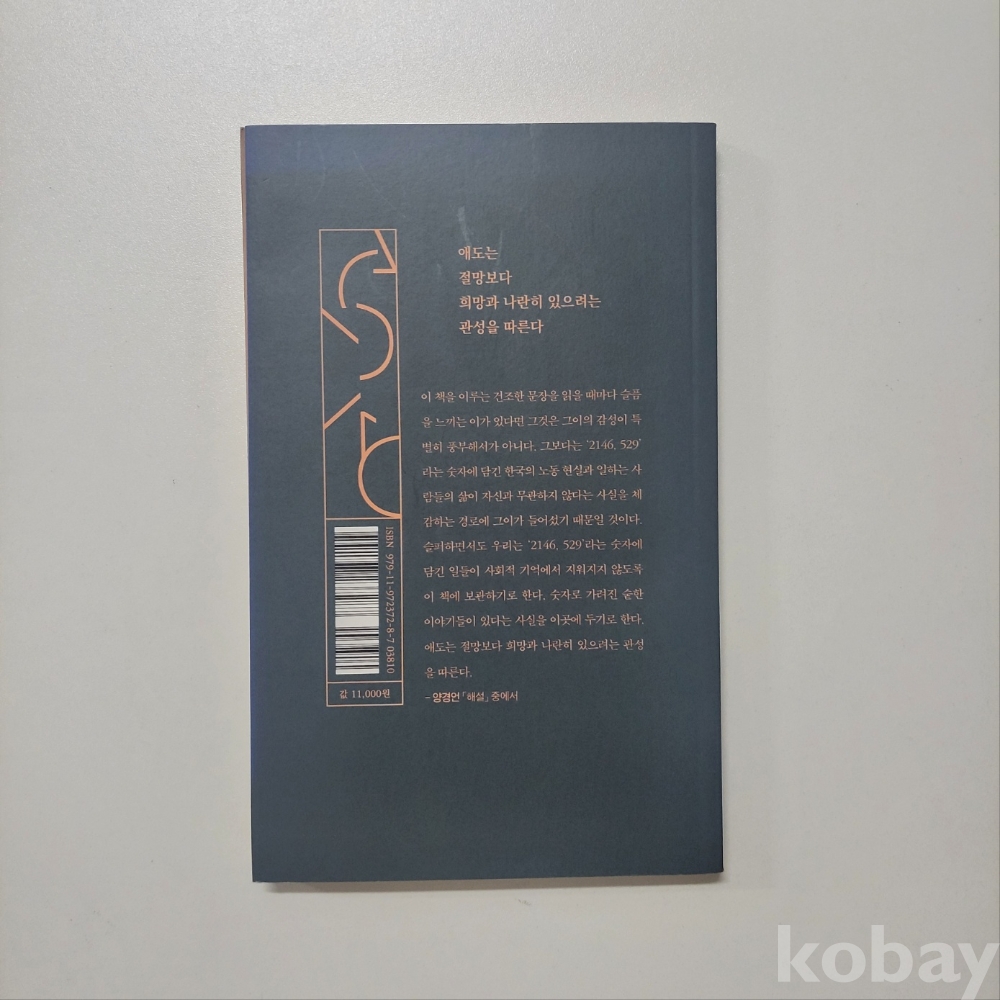 애도는
절망보다
희망과 나란히 있으려는
관성을 따른다
이 책을 이루는 건조한 문장을 읽을 때마다 슬픔
을 느끼는 이가 있다면 그것은 그이의 감성이 특
별히 풍부해서가 아니다. 그보다는 '2146, 529'
라는 숫자에 담긴 한국의 노동 현실과 일하는 사
람들의 삶이 자신과 무관하지 않다는 사실을 체
감하는 경로에 그이가 들어섰기 때문일 것이다.
슬퍼하면서도 우리는 '2146, 529'라는 숫자에
담긴 일들이 사회적 기억에서 지워지지 않도록
이 책에 보관하기로 한다. 숫자로 가려진 숱한
이야기들이 있다는 사실을 이곳에 두기로 한다.
애도는 절망보다 희망과 나란히 있으려는 관성
을 따른다.
- 양경언 「해설」 중에서
ISBN 979-11-972372-8-7 03810
값 11,000원
kobay